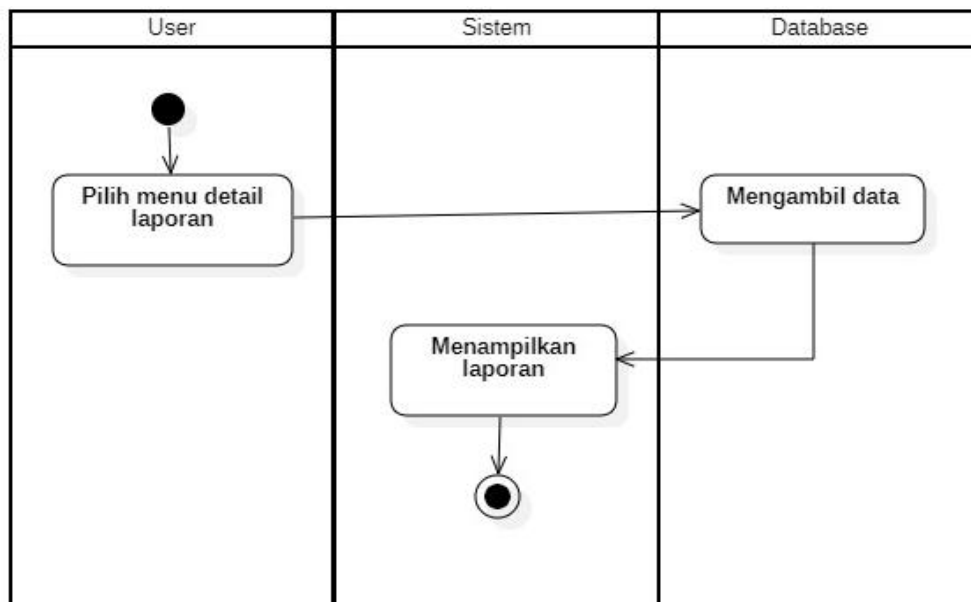 User
Sistem
Database
Pilih menu detail
laporan
Mengambil data
Menampilkan
laporan